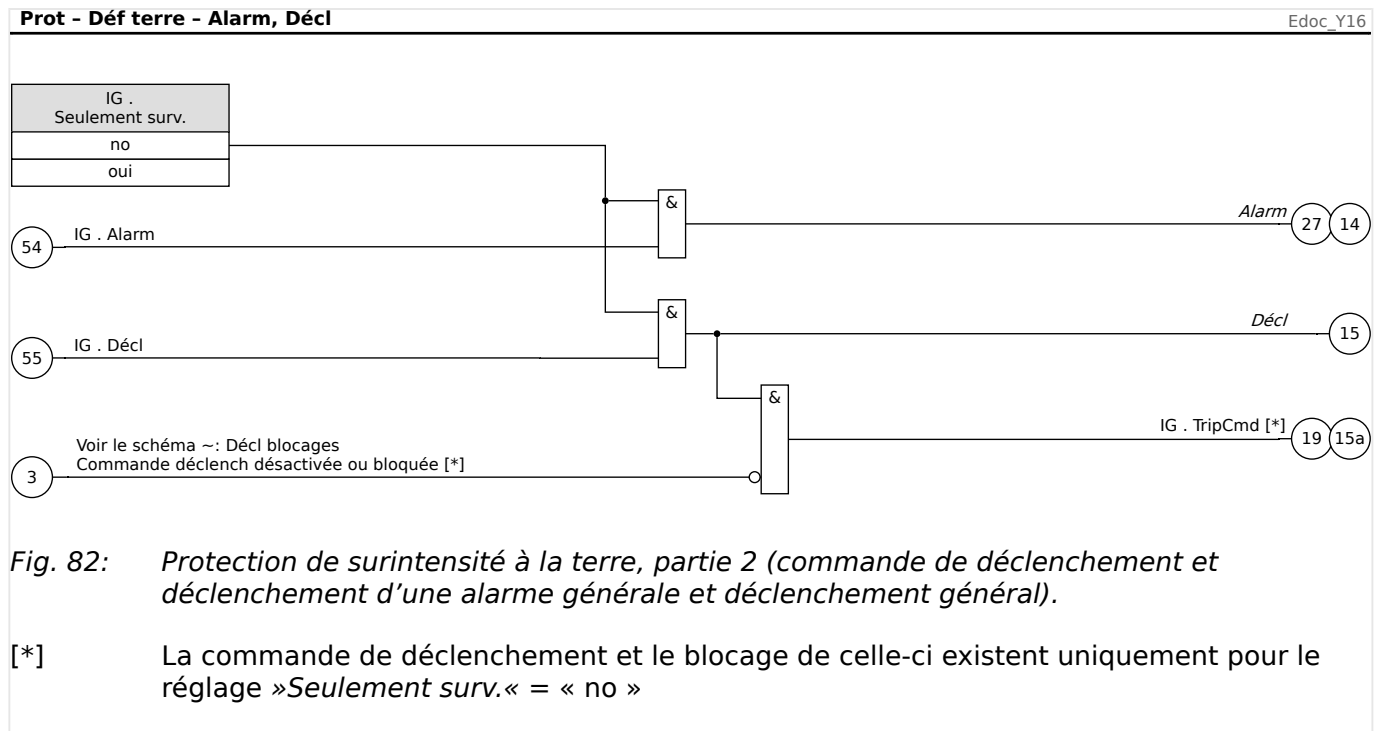 Prot – Déf terre – Alarm, Décl
Edoc_Y16
IG .
Seulement surv.
no
oui
&
Alarm
27
14
54
IG . Alarm
&
Décl
15
55
IG . Décl
&
IG . TripCmd [*]
19
15a
Voir le schéma ~: Décl blocages
Commande déclench désactivée ou bloquée [*]
3
Fig. 82: Protection de surintensité à la terre, partie 2 (commande de déclenchement et
déclenchement d’une alarme générale et déclenchement général).
[*] La commande de déclenchement et le blocage de celle-ci existent uniquement pour le
réglage »Seulement surv.« = « no »